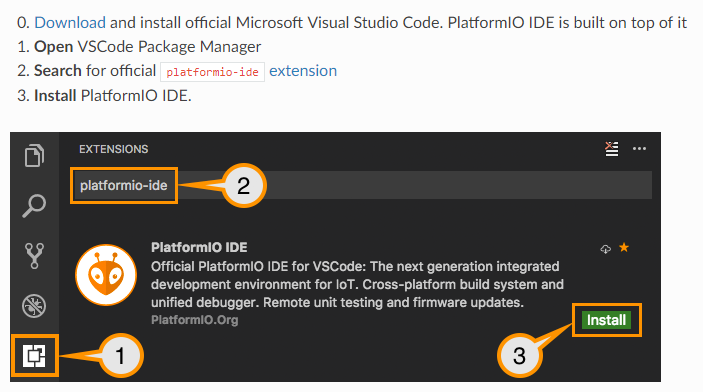 0. Download and install official Microsoft Visual Studio Code. PlatformIO IDE is built on top of it
1. Open VSCode Package Manager
2. Search for official platformio-ide extension
3. Install PlatformIO IDE.
EXTENSIONS
platformio-ide
2
PlatformIO IDE
Official PlatformIO IDE for VSCode: The next generation integrated
development environment for IoT. Cross-platform build system and
unified debugger. Remote unit testing and firmware updates.
PlatformIO.Org
Install
1
3